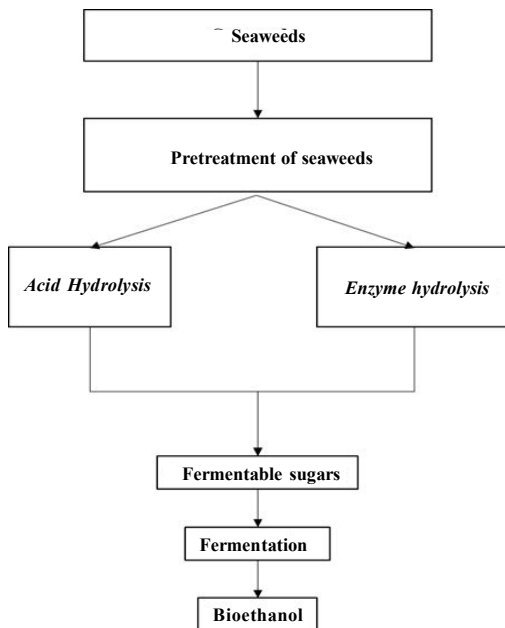 Seaweeds
Pretreatment of seaweeds
Acid Hydrolysis
Enzyme hydrolysis
Fermentable sugars
Fermentation
Bioethanol